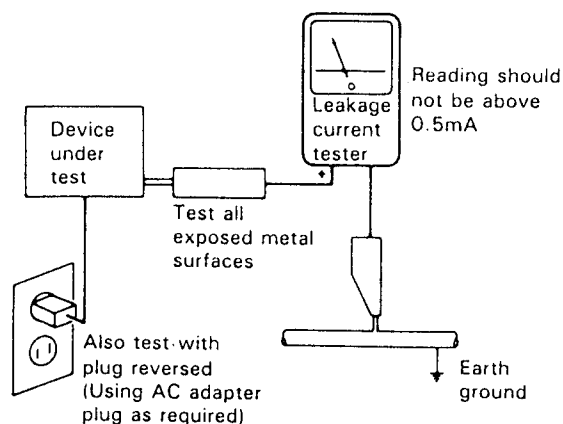 Device
under
test
Leakage
current
tester
+
Reading should
not be above
0.5mA
Test all
exposed metal
surfaces
Also test with
plug reversed
(Using AC adapter
plug as required)
Earth
ground